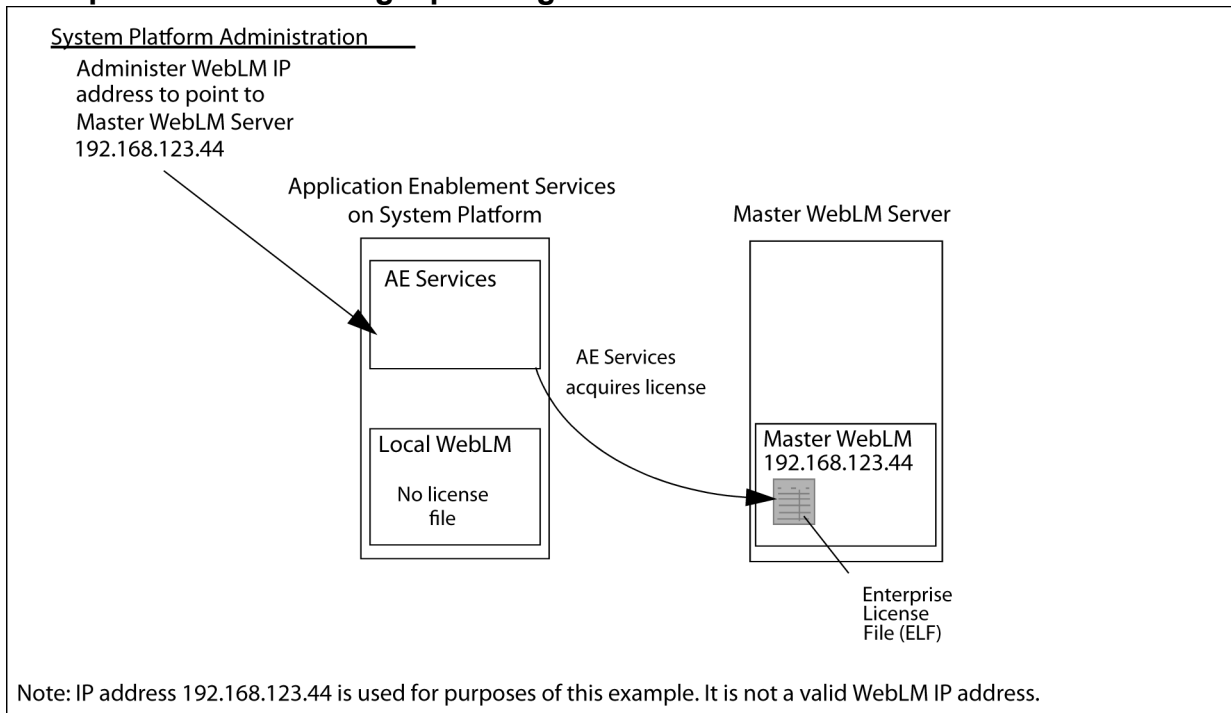 System Platform Administration
Administer WebLM IP
address to point to
Master WebLM Server
192.168.123.44
Application Enablement Services
on System Platform
Master WebLM Server
AE Services
AE Services
acquires license
Local WebLM
No license
file
Master WebLM
192.168.123.44
Enterprise
License
File (ELF)
Note: IP address 192.168.123.44 is used for purposes of this example. It is not a valid WebLM IP address.